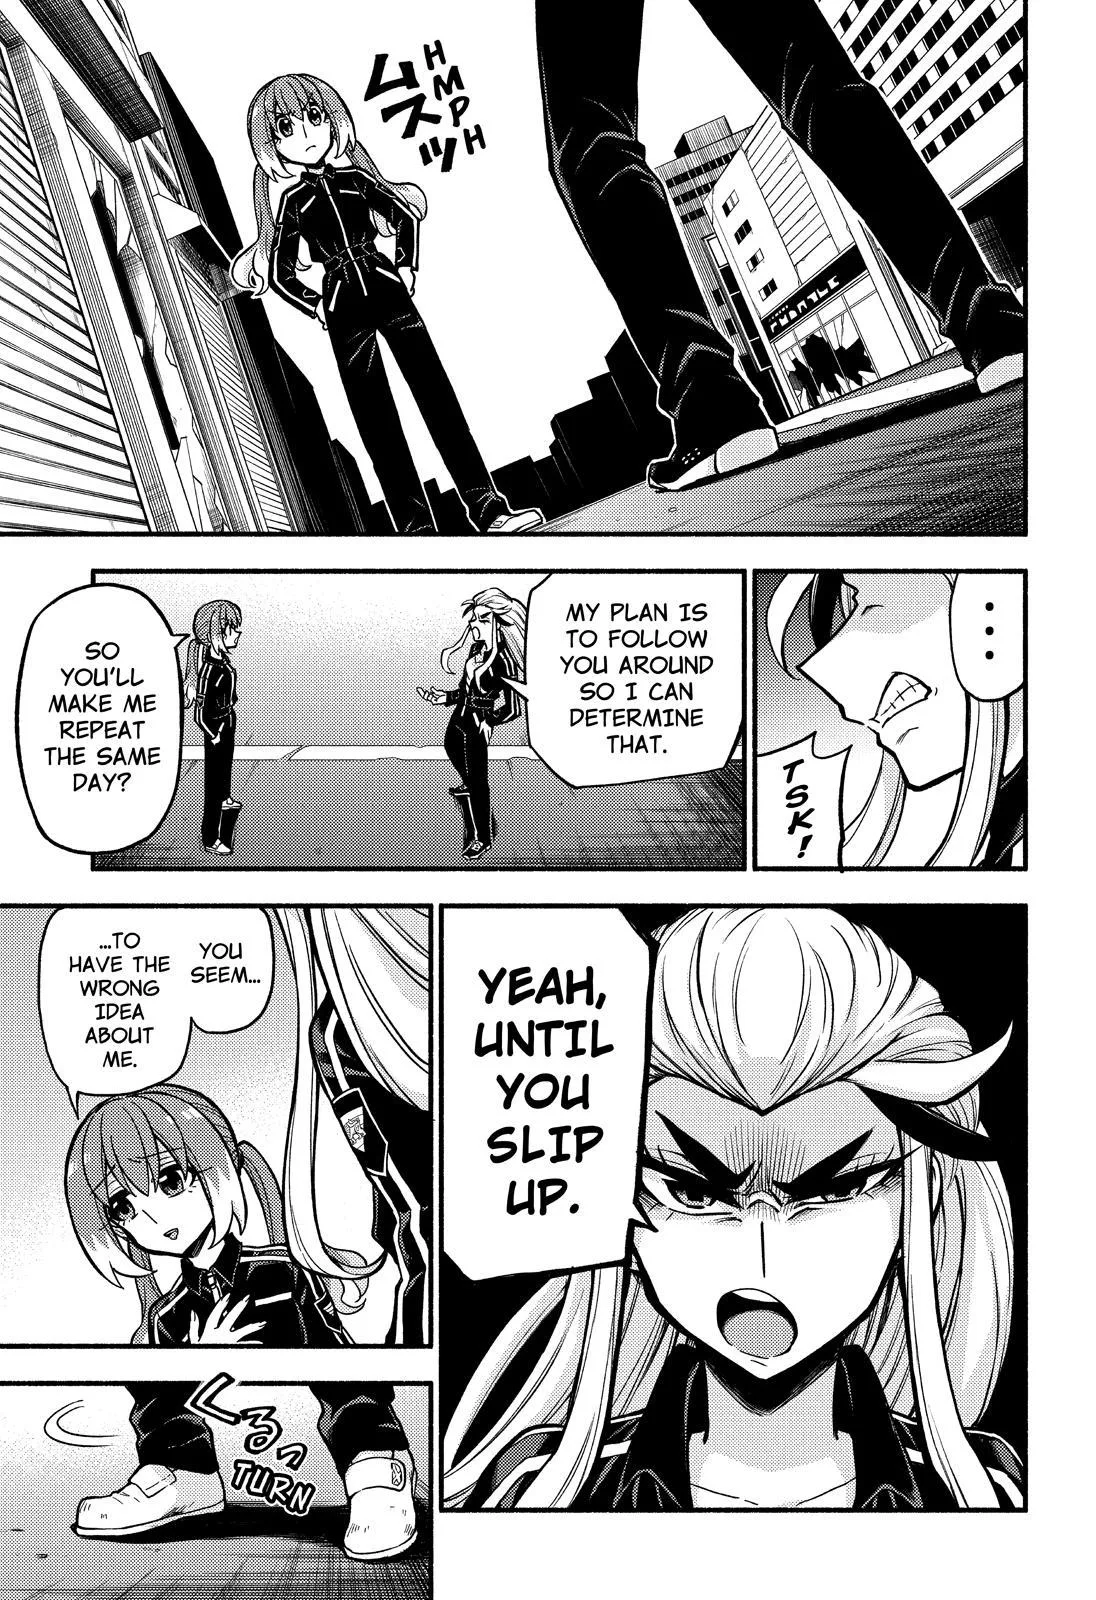 ムスッ
HMPH
...
TSK!
MY PLAN IS
TO FOLLOW
YOU AROUND
SO I CAN
DETERMINE
THAT.
SO
YOU'LL
MAKE ME
REPEAT
THE SAME
DAY?
YEAH,
UNTIL
YOU
SLIP
UP.
YOU
SEEM...
...TO
HAVE THE
WRONG
IDEA
ABOUT
ME.
くるっ
TURN